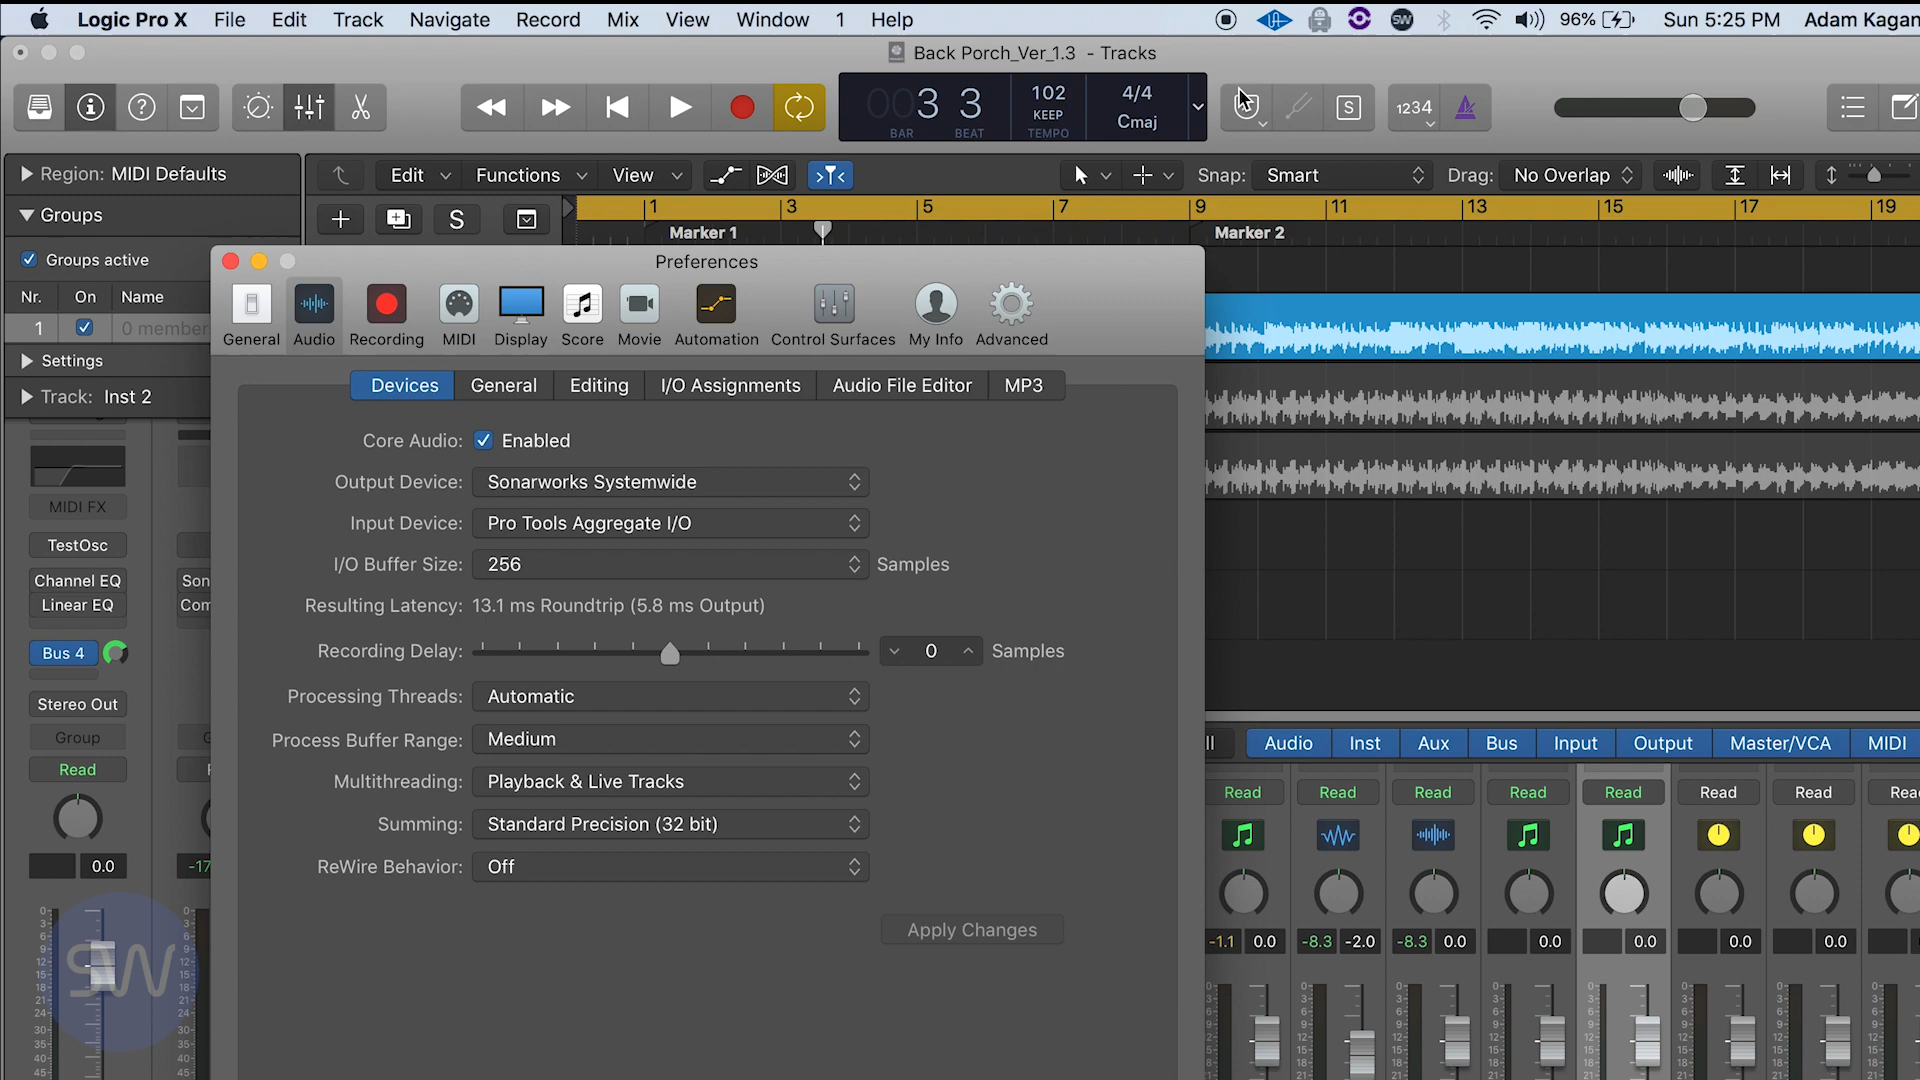 Logic Pro X File Edit Track Navigate Record Mix View Window 1 Help 96% Sun 5:25 PM Adam Kagan
Back Porch_Ver_1.3 - Tracks
003 3 102 4/4
KEEP Cmaj
BAR BEAT TEMPO
S 1234
Region: MIDI Defaults
Edit Functions View Snap: Smart Drag: No Overlap
Groups
S
1 3 5 7 9 11 13 15 17 19
Marker 1 Marker 2
Groups active
Nr. On Name
1 0 member
Settings
Track: Inst 2
Preferences
General Audio Recording MIDI Display Score Movie Automation Control Surfaces My Info Advanced
Devices General Editing I/O Assignments Audio File Editor MP3
Core Audio: Enabled
Output Device: Sonarworks Systemwide
Input Device: Pro Tools Aggregate I/O
I/O Buffer Size: 256 Samples
Resulting Latency: 13.1 ms Roundtrip (5.8 ms Output)
Recording Delay: 0 Samples
Processing Threads: Automatic
Process Buffer Range: Medium
Multithreading: Playback & Live Tracks
Summing: Standard Precision (32 bit)
ReWire Behavior: Off
Apply Changes
MIDI FX
TestOsc
Channel EQ Son
Linear EQ Com
Bus 4
Stereo Out
Group G
Read
0.0 -17
SW
Audio Inst Aux Bus Input Output Master/VCA MIDI
Read Read Read Read Read Read Read Rea
-1.1 0.0 -8.3 -2.0 -8.3 0.0 0.0 0.0 0.0 0.0